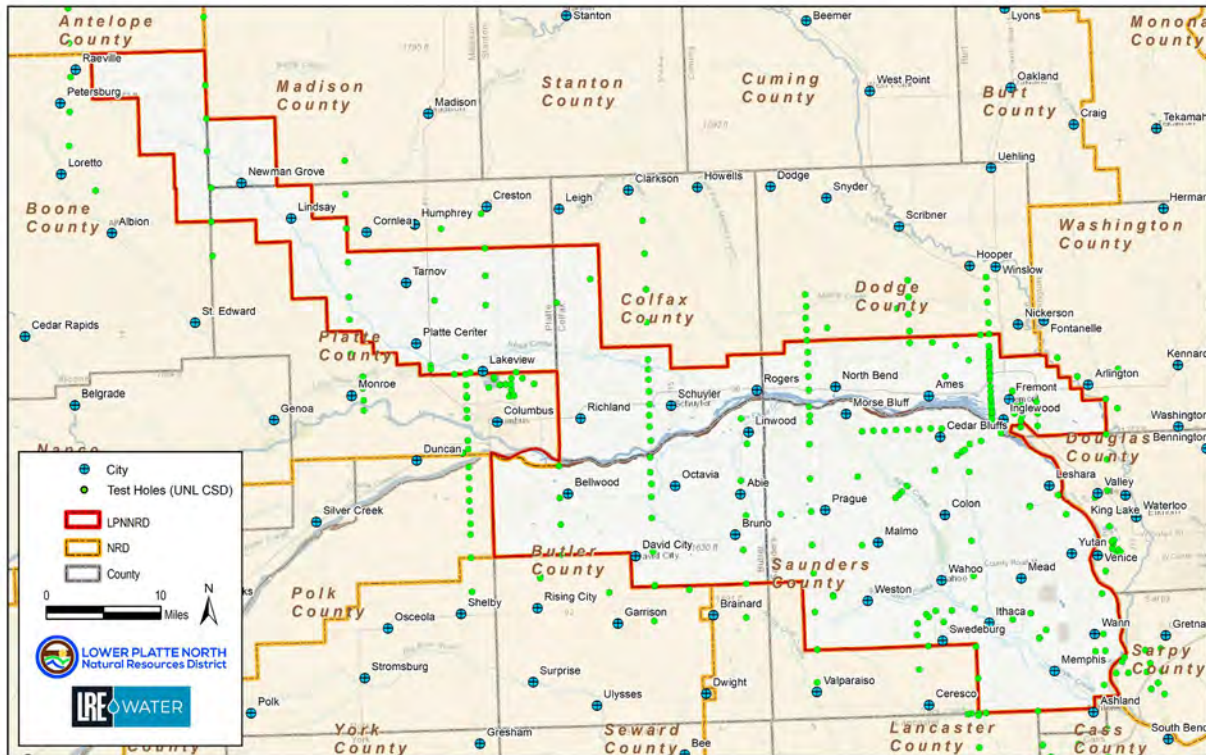 Antelope
County
Stanton
Beemer
Lyons
Monona
County
Raeville
Petersburg
Madison
County
Madison
Stanton
County
Cuming
County
West Point
Oakland
Burt
County
Craig
Tekamah
Loretto
Newman Grove
Uehling
Boone
County
Albion
Lindsay
Cornlea
Humphrey
Creston
Leigh
Clarkson
Howells
Dodge
Snyder
Scribner
Washington
County
Herman
Tarnov
Hooper
Winslow
Colfax
County
Dodge
County
Nickerson
Fontanelle
Cedar Rapids
St. Edward
Platte
County
Platte Center
Lakeview
Kennard
Belgrade
Genoa
Monroe
Columbus
Richland
Schuyler
Rogers
North Bend
Ames
Fremont
Arlington
Inglewood
Morse Bluff
Linwood
Cedar Bluffs
Washington
Bennington
Douglas
County
Duncan
Bellwood
Octavia
Abie
Prague
Colon
Leshara
Valley
King Lake
Waterloo
Silver Creek
Bruno
Malmo
Yutan
Venice
David City
Butler
County
Saunders
County
Wahoo
Mead
Weston
Polk
County
Shelby
Rising City
Garrison
Brainard
Ithaca
Osceola
Swedeburg
Wann
Gretna
Sarpy
County
Stromsburg
Surprise
Ulysses
Dwight
Valparaiso
Memphis
Ceresco
Ashland
Polk
York
County
Gresham
Seward
County
Bee
Lancaster
County
Cass
County
South Bend
City
Test Holes (UNL CSD)
LPNNRD
NRD
County
0 10
Miles
N
LOWER PLATTE NORTH
Natural Resources District
LRE WATER